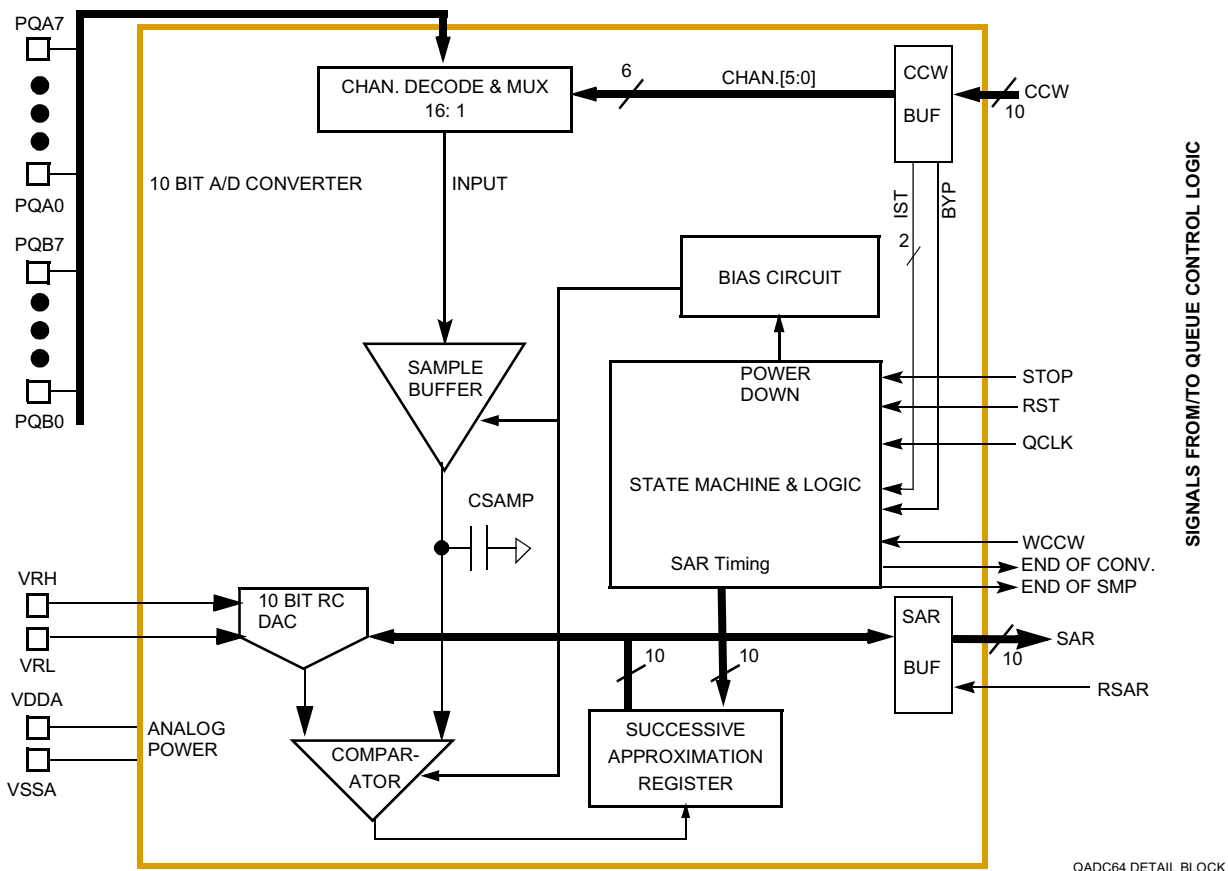 PQA7
PQA0
PQB7
PQB0
VRH
VRL
VDDA
VSSA
CHAN. DECODE & MUX
16: 1
6
CHAN.[5:0]
CCW
BUF
10
CCW
10 BIT A/D CONVERTER
INPUT
IST
BYP
2
BIAS CIRCUIT
SAMPLE
BUFFER
POWER
DOWN
STATE MACHINE & LOGIC
SAR Timing
STOP
RST
QCLK
WCCW
END OF CONV.
END OF SMP
CSAMP
10 BIT RC
DAC
10
10
SAR
BUF
10
SAR
RSAR
ANALOG
POWER
COMPAR-
ATOR
SUCCESSIVE
APPROXIMATION
REGISTER
SIGNALS FROM/TO QUEUE CONTROL LOGIC
QADC64 DETAIL BLOCK